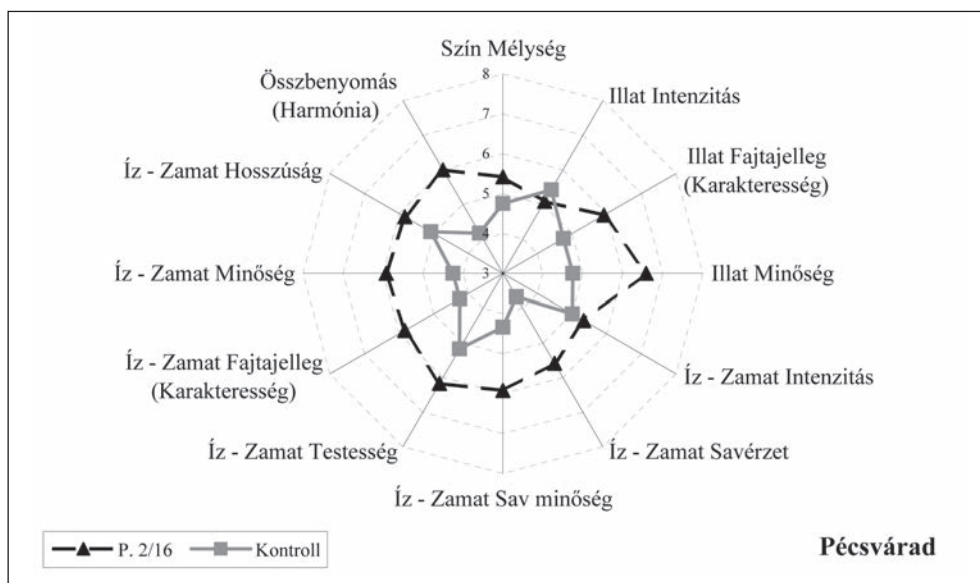 Szín Mélység
Illat Intenzitás
Illat Fajtajelleg
(Karakteresség)
Illat Minőség
Íz - Zamat Intenzitás
Íz - Zamat Savérzet
Íz - Zamat Sav minőség
Íz - Zamat Testesség
Íz - Zamat Fajtajelleg
(Karakteresség)
Íz - Zamat Minőség
Íz - Zamat Hosszúság
Összbenyomás
(Harmónia)
8
7
6
5
4
3
P. 2/16
Kontroll
Pécsvárad